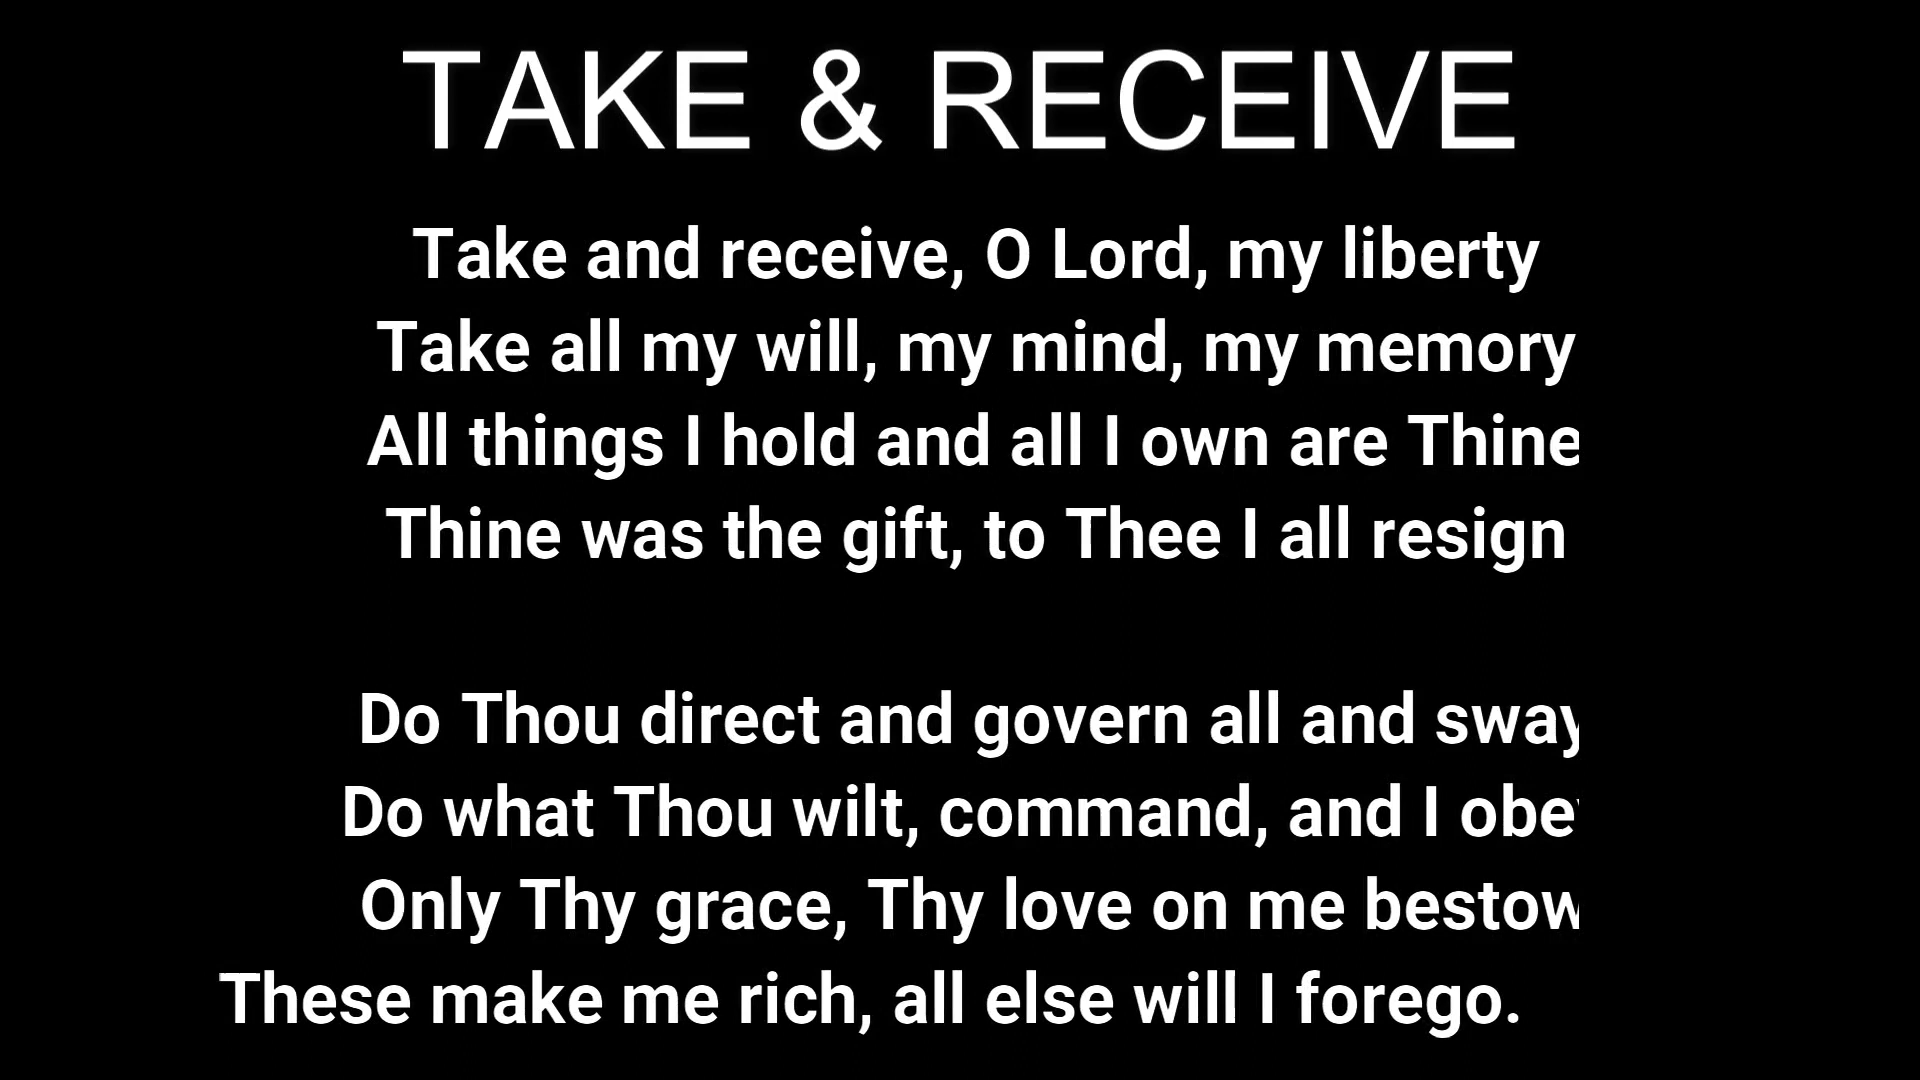 TAKE & RECEIVE
Take and receive, O Lord, my liberty
Take all my will, my mind, my memory
All things I hold and all I own are Thine
Thine was the gift, to Thee I all resign
Do Thou direct and govern all and sway
Do what Thou wilt, command, and I obey
Only Thy grace, Thy love on me bestow
These make me rich, all else will I forego.